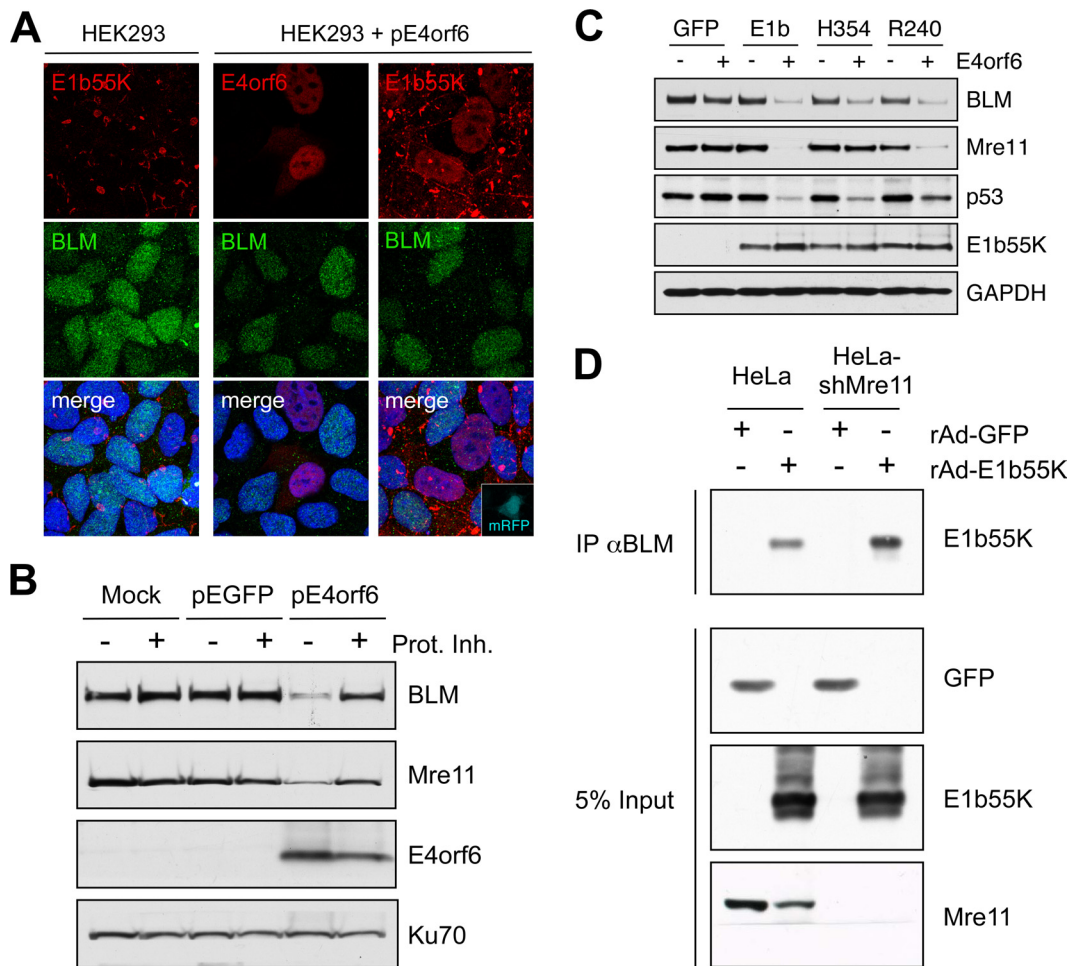 A
HEK293
HEK293 + pE4orf6
E1b55K
E4orf6
E1b55K
BLM
BLM
BLM
merge
merge
merge
mRFP
B
Mock pEGFP pE4orf6
- + - + - + Prot. Inh.
BLM
Mre11
E4orf6
Ku70
C
GFP E1b H354 R240
- + - + - + - + E4orf6
BLM
Mre11
p53
E1b55K
GAPDH
D
HeLa
HeLa-
shMre11
+ - + - rAd-GFP
- + - + rAd-E1b55K
IP αBLM
E1b55K
5% Input
GFP
E1b55K
Mre11